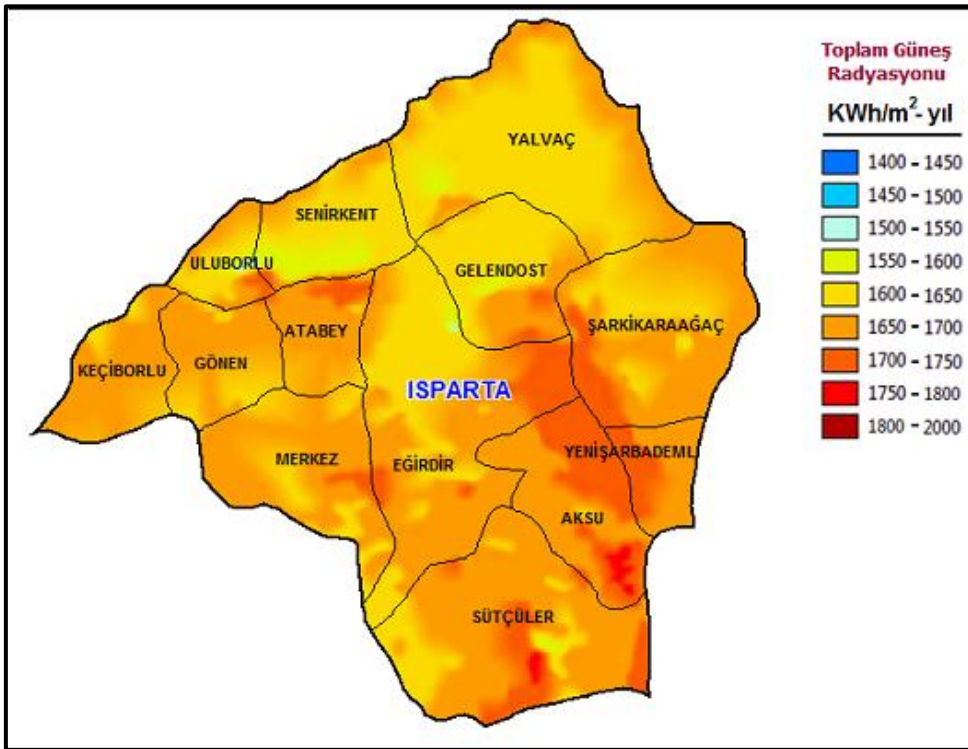 Toplam Güneş
Radyasyonu
KWh/m²- yıl
1400 - 1450
1450 - 1500
1500 - 1550
1550 - 1600
1600 - 1650
1650 - 1700
1700 - 1750
1750 - 1800
1800 - 2000
YALVAÇ
SENİRKENT
ULUBORLU
GELENDOST
ŞARKİKARAAĞAÇ
ATABEY
KEÇİBORLU
GÖNEN
ISPARTA
MERKEZ
EĞİRDİR
YENİŞARBADEMLİ
AKSU
SÜTÇÜLER